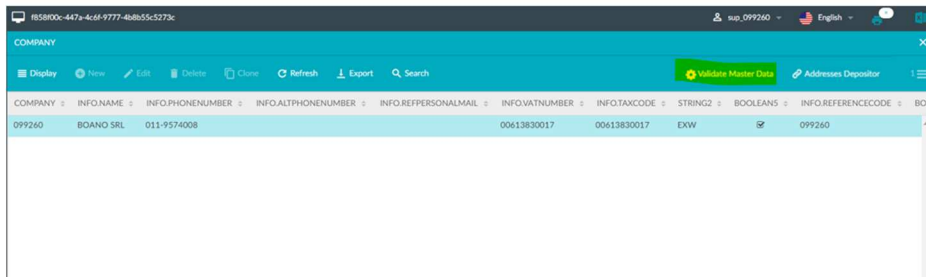 f858f00c-447a-4c6f-9777-4b8b55c5273c sup_099260 English
COMPANY
Display New Edit Delete Clone Refresh Export Search Validate Master Data Addresses Depositor 1
COMPANY INFO.NAME INFO.PHONENUMBER INFO.ALTPHONENUMBER INFO.REFPERSONALMAIL INFO.VATNUMBER INFO.TAXCODE STRING2 BOOLEAN5 INFO.REFERENCECODE BO
099260 BOANO SRL 011-9574008 00613830017 00613830017 EXW 099260